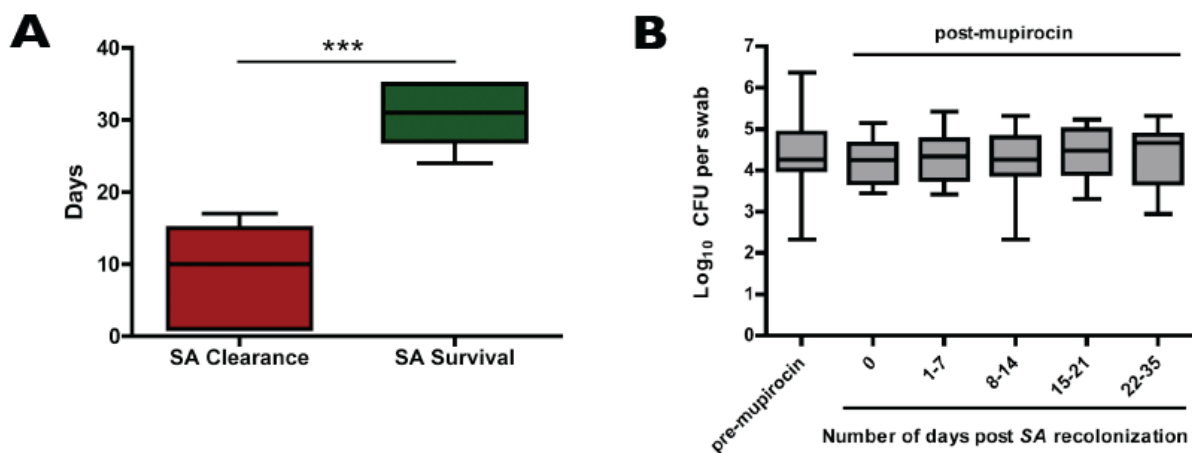 A
***
40
30
20
10
0
Days
SA Clearance
SA Survival
B
post-mupirocin
7
6
5
4
3
2
1
0
Log₁₀ CFU per swab
pre-mupirocin
0
1-7
8-14
15-21
22-35
Number of days post SA recolonization